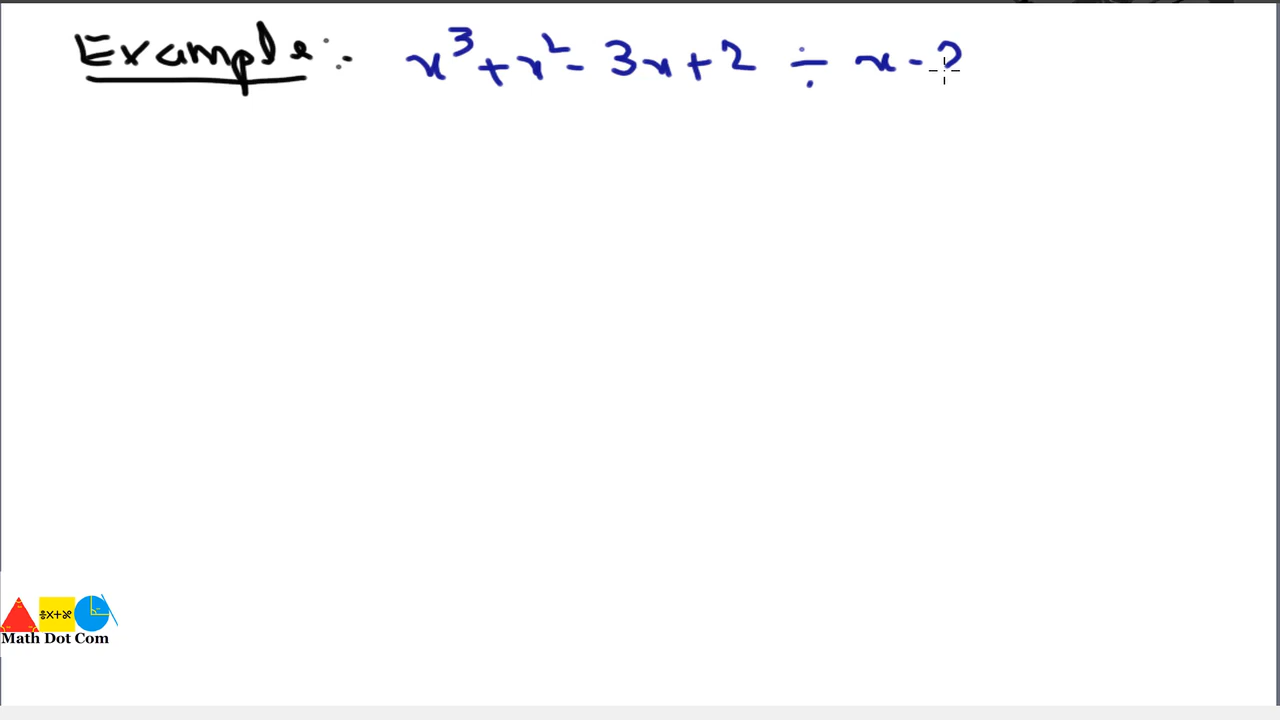 Example:- x³+x²-3x+2 ÷ x-2
÷x+-
Math Dot Com